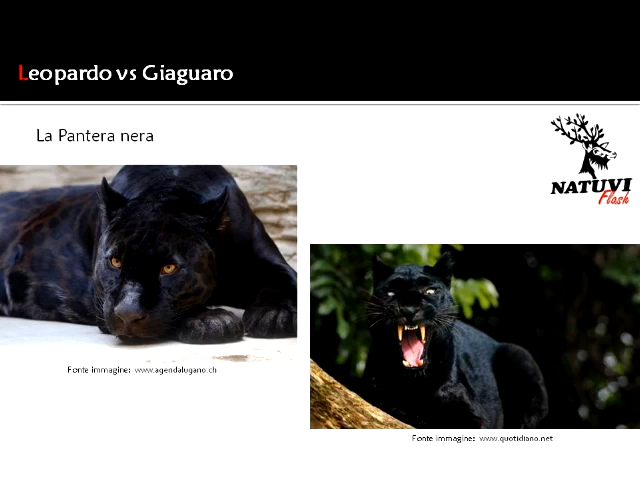 Leopardo vs Giaguaro
La Pantera nera
NATUVI
Flash
Fonte immagine: www.agendalugano.ch
Fonte immagine: www.quotidiano.net